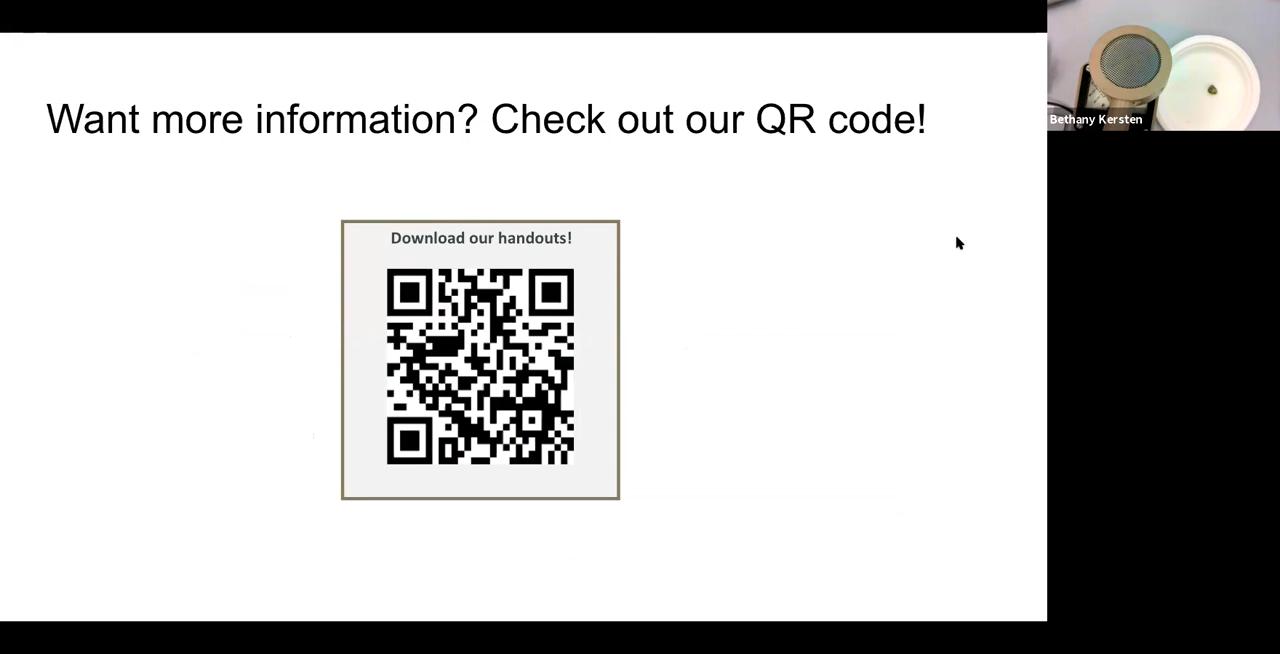 Want more information? Check out our QR code!
Download our handouts!
Bethany Kersten